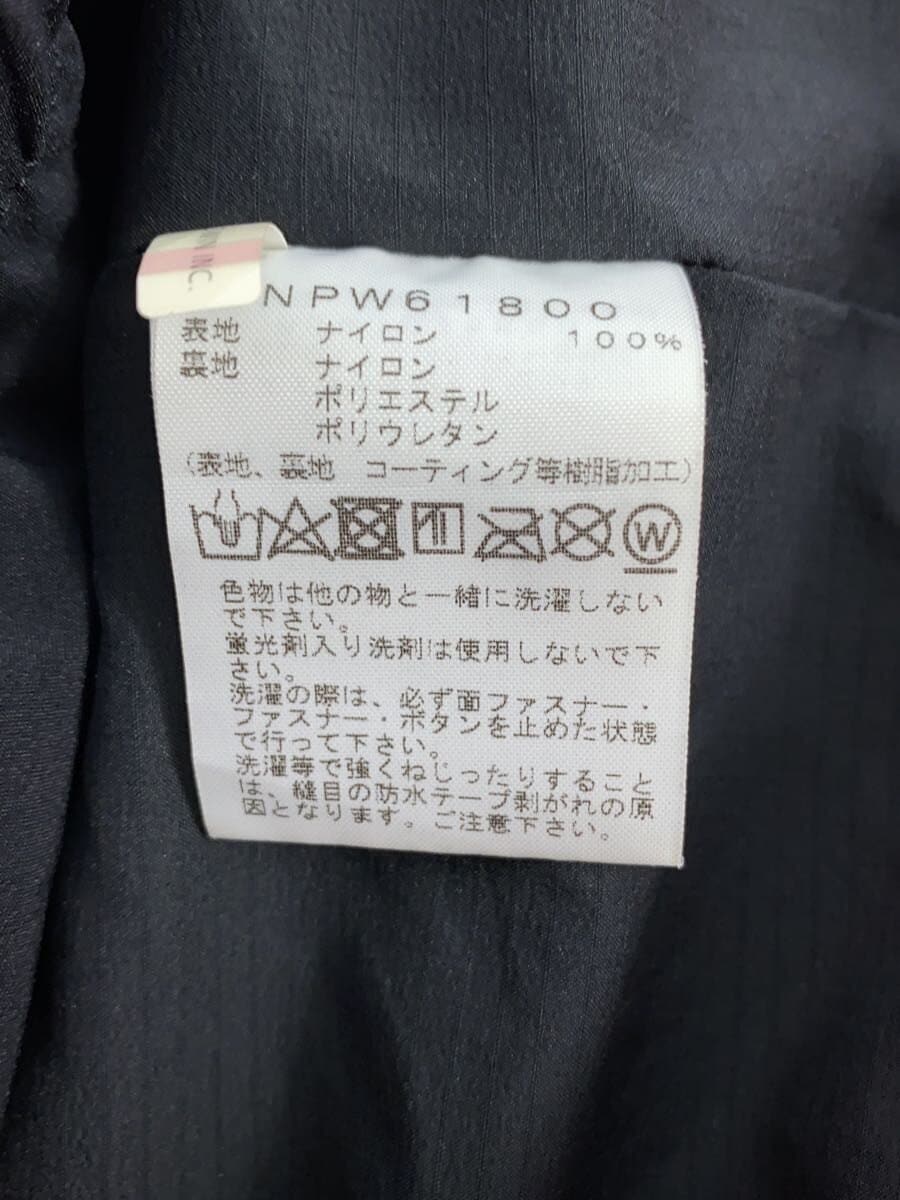 INC.
NPW61800
表地 ナイロン 100%
裏地 ナイロン
ポリエステル
ポリウレタン
(表地、裏地 コーティング等樹脂加工)
W
色物は他の物と一緒に洗濯しない
で下さい。
蛍光剤入り洗剤は使用しないで下
さい。
洗濯の際は、必ず面ファスナー・
ファスナー・ボタンを止めた状態
で行って下さい。
洗濯等で強くねじったりすること
は、縫目の防水テープ剥がれの原
因となります。ご注意下さい。